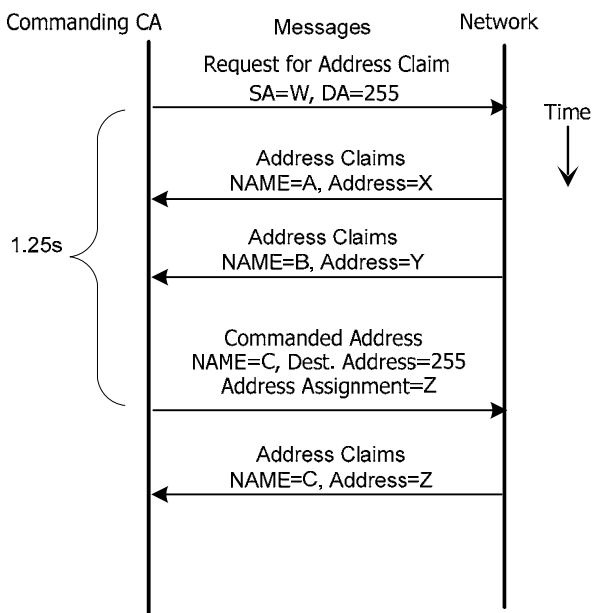 Commanding CA
Messages
Network
Request for Address Claim
SA=W, DA=255
Time
Address Claims
NAME=A, Address=X
Address Claims
NAME=B, Address=Y
1.25s
Commanded Address
NAME=C, Dest. Address=255
Address Assignment=Z
Address Claims
NAME=C, Address=Z